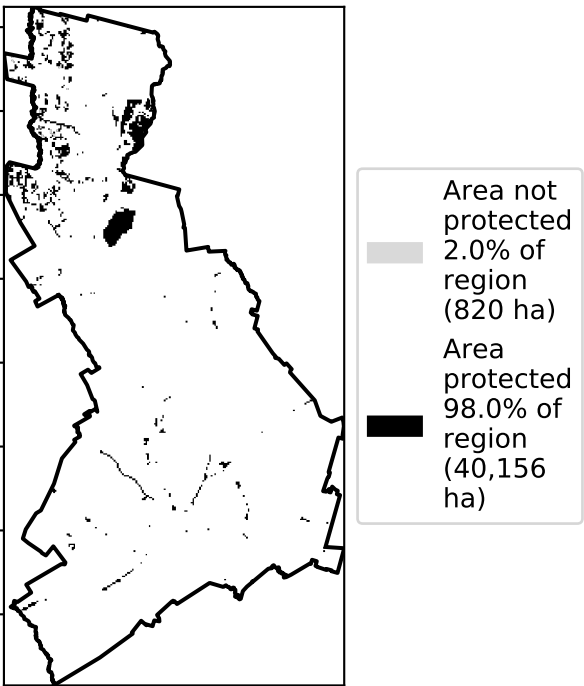 Area not
protected
2.0% of
region
(820 ha)
Area
protected
98.0% of
region
(40,156
ha)